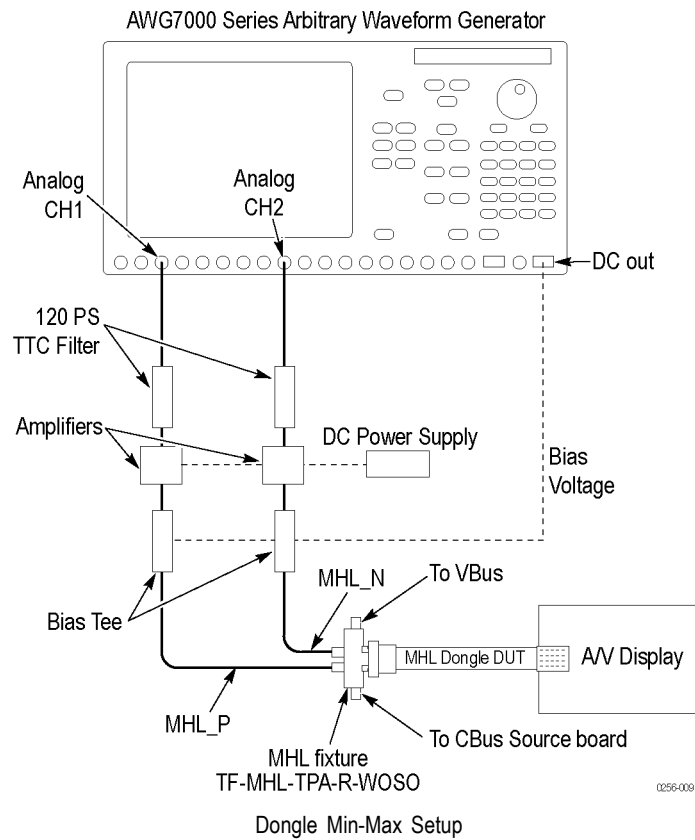 AWG7000 Series Arbitrary Waveform Generator
Analog
CH1
Analog
CH2
DC out
120 PS
TTC Filter
Amplifiers
DC Power Supply
Bias
Voltage
Bias Tee
MHL_N
To VBus
MHL Dongle DUT
A/V Display
MHL_P
To CBus Source board
MHL fixture
TF-MHL-TPA-R-WOSO
0256-009
Dongle Min-Max Setup